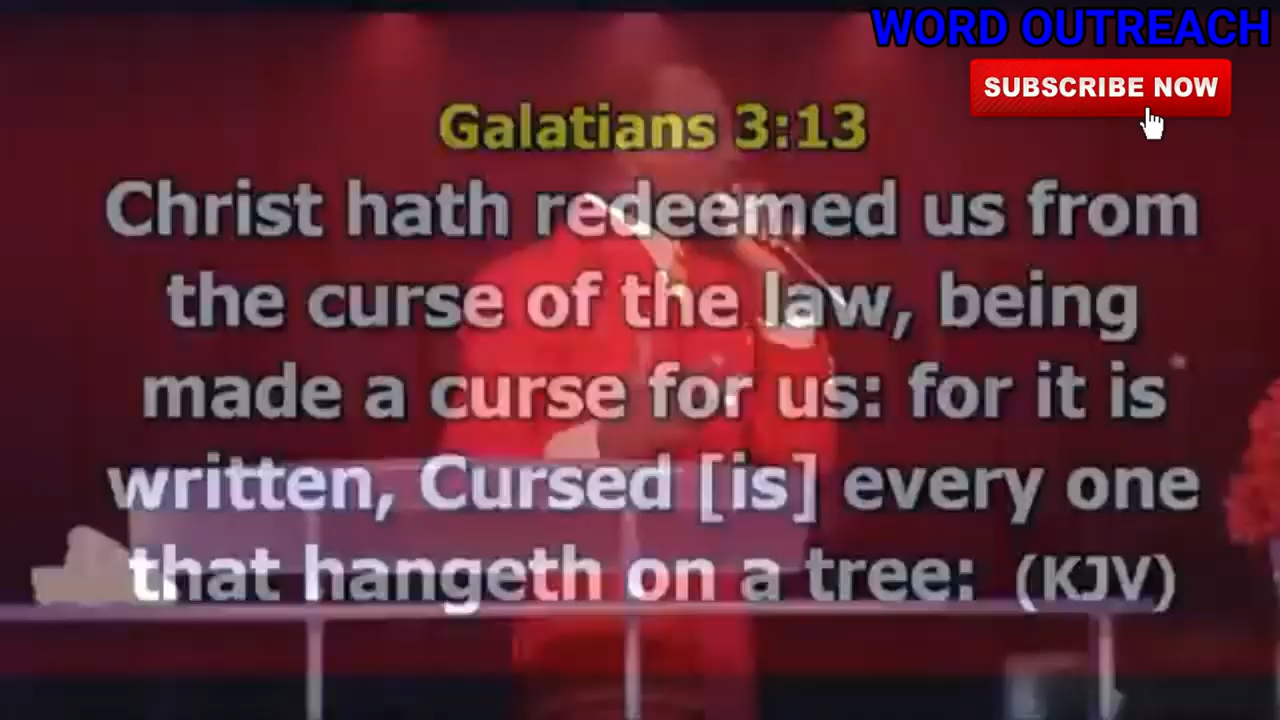 WORD OUTREACH
SUBSCRIBE NOW
Galatians 3:13
Christ hath redeemed us from
the curse of the law, being
made a curse for us: for it is
written, Cursed [is] every one
that hangeth on a tree: (KJV)